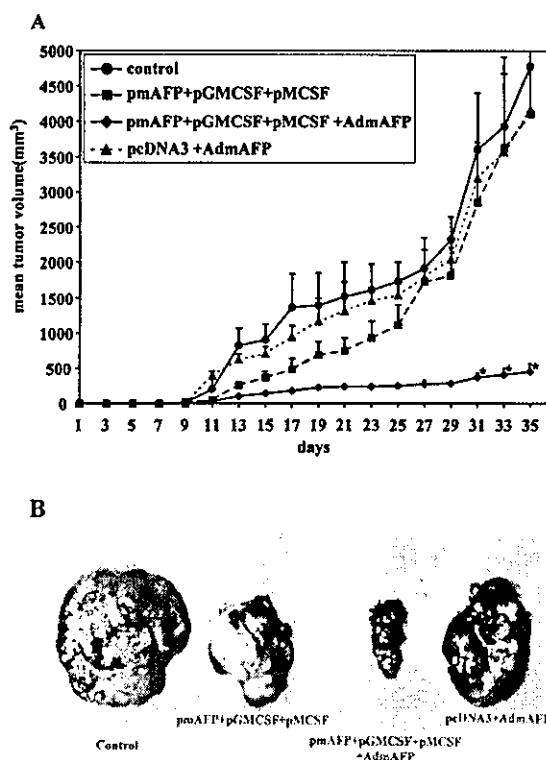 A
control
pmAFP+pGMCSF+pMCSF
pmAFP+pGMCSF+pMCSF +AdmAFP
pcDNA3 +AdmAFP
mean tumor volume(mm³)
5000
4500
4000
3500
3000
2500
2000
1500
1000
500
0
1 3 5 7 9 11 13 15 17 19 21 23 25 27 29 31 33 35
days
* * *
B
Control
pmAFP+pGMCSF+pMCSF
pmAFP+pGMCSF+pMCSF
+AdmAFP
pcDNA3+AdmAFP